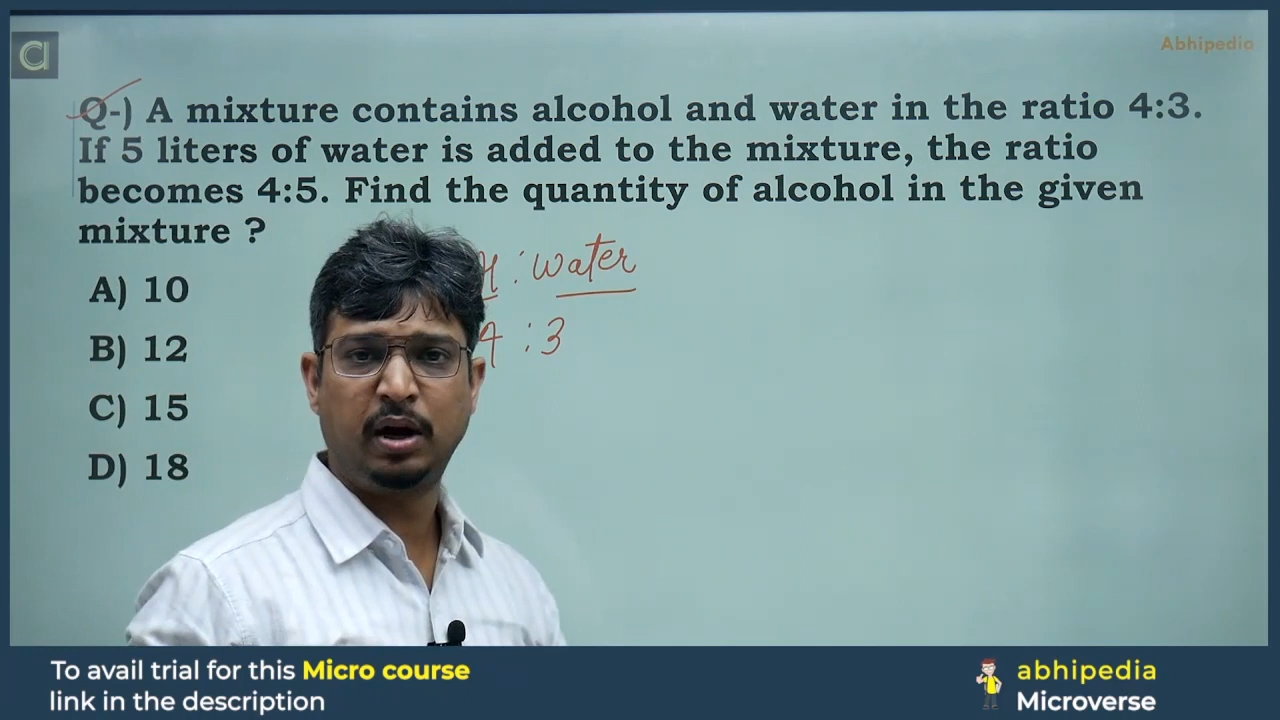 Abhipedia
Q-) A mixture contains alcohol and water in the ratio 4:3.
If 5 liters of water is added to the mixture, the ratio
becomes 4:5. Find the quantity of alcohol in the given
mixture ?
: water
4 : 3
A) 10
B) 12
C) 15
D) 18
To avail trial for this Micro course
link in the description
abhipedia
Microverse